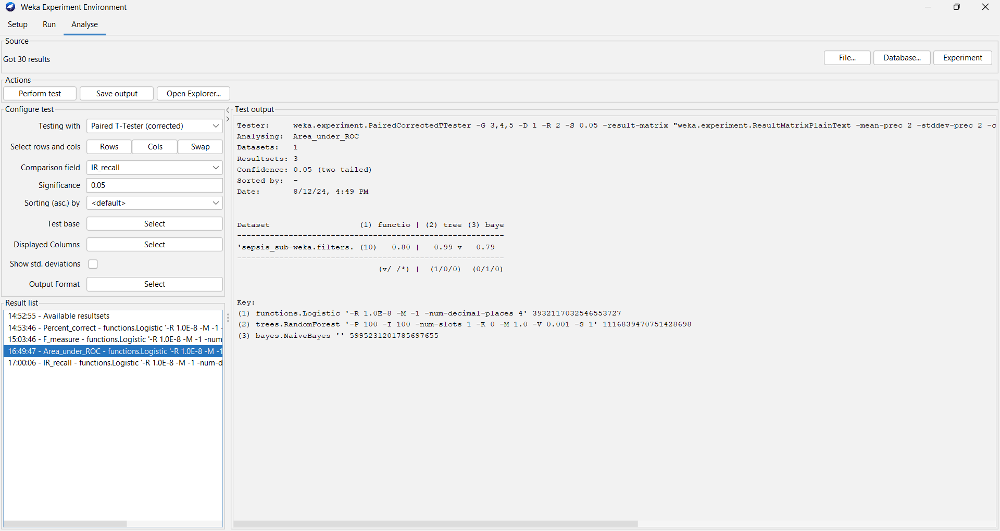 Weka Experiment Environment
Setup Run Analyse
Source
Got 30 results
File... Database... Experiment
Actions
Perform test Save output Open Explorer...
Configure test
Testing with Paired T-Tester (corrected)
Select rows and cols Rows Cols Swap
Comparison field IR_recall
Significance 0.05
Sorting (asc.) by <default>
Test base Select
Displayed Columns Select
Show std. deviations
Output Format Select
Result list
14:52:55 - Available resultsets
14:53:46 - Percent_correct - functions.Logistic '-R 1.0E-8 -M -1 -
15:03:46 - F_measure - functions.Logistic '-R 1.0E-8 -M -1 -num
16:49:47 - Area_under_ROC - functions.Logistic '-R 1.0E-8 -M -1
17:00:06 - IR_recall - functions.Logistic '-R 1.0E-8 -M -1 -num-d
Test output
Tester: weka.experiment.PairedCorrectedTTester -G 3,4,5 -D 1 -R 2 -S 0.05 -result-matrix "weka.experiment.ResultMatrixPlainText -mean-prec 2 -stddev-prec 2 -c
Analysing: Area_under_ROC
Datasets: 1
Resultsets: 3
Confidence: 0.05 (two tailed)
Sorted by: -
Date: 8/12/24, 4:49 PM
Dataset (1) functio | (2) tree (3) baye
---------------------------------------------------------
'sepsis_sub-weka.filters. (10) 0.80 | 0.99 v 0.79
---------------------------------------------------------
(v/ /*) | (1/0/0) (0/1/0)
Key:
(1) functions.Logistic '-R 1.0E-8 -M -1 -num-decimal-places 4' 3932117032546553727
(2) trees.RandomForest '-P 100 -I 100 -num-slots 1 -K 0 -M 1.0 -V 0.001 -S 1' 1116839470751428698
(3) bayes.NaiveBayes '' 5995231201785697655